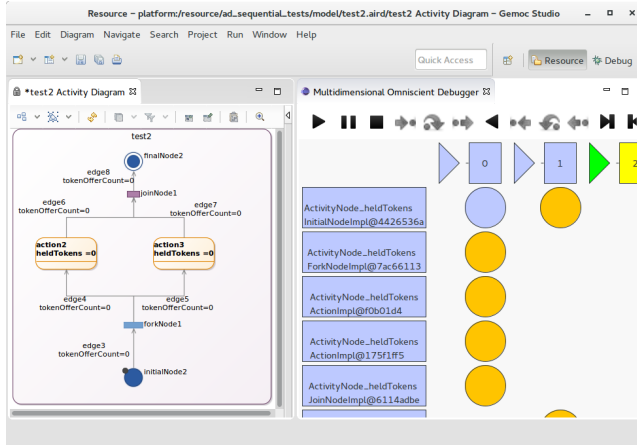 Resource - platform:/resource/ad_sequential_tests/model/test2.aird/test2 Activity Diagram - Gemoc Studio
File Edit Diagram Navigate Search Project Run Window Help
Quick Access
Resource
Debug
*test2 Activity Diagram
Multidimensional Omniscient Debugger
test2
finalNode2
edge8
tokenOfferCount=0
joinNode1
edge6
tokenOfferCount=0
edge7
tokenOfferCount=0
action2
heldTokens =0
action3
heldTokens =0
edge4
tokenOfferCount=0
edge5
tokenOfferCount=0
forkNode1
edge3
tokenOfferCount=0
initialNode2
0
1
2
ActivityNode_heldTokens
InitialNodeImpl@4426536a
ActivityNode_heldTokens
ForkNodeImpl@7ac66113
ActivityNode_heldTokens
ActionImpl@f0b01d4
ActivityNode_heldTokens
ActionImpl@175f1ff5
ActivityNode_heldTokens
JoinNodeImpl@6114adbe